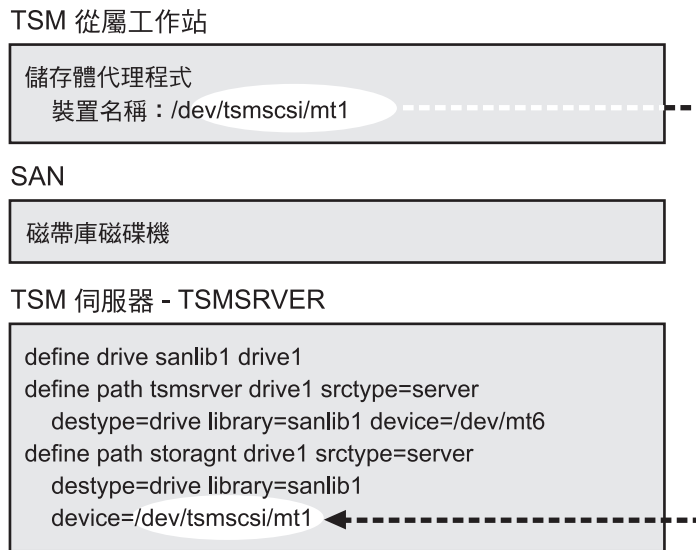 TSM 從屬工作站
儲存體代理程式
裝置名稱：/dev/tsmscsi/mt1
SAN
磁帶庫磁碟機
TSM 伺服器 - TSMSRVER
define drive sanlib1 drive1
define path tsmsrver drive1 srctype=server
destype=drive library=sanlib1 device=/dev/mt6
define path storagnt drive1 srctype=server
destype=drive library=sanlib1
device=/dev/tsmscsi/mt1